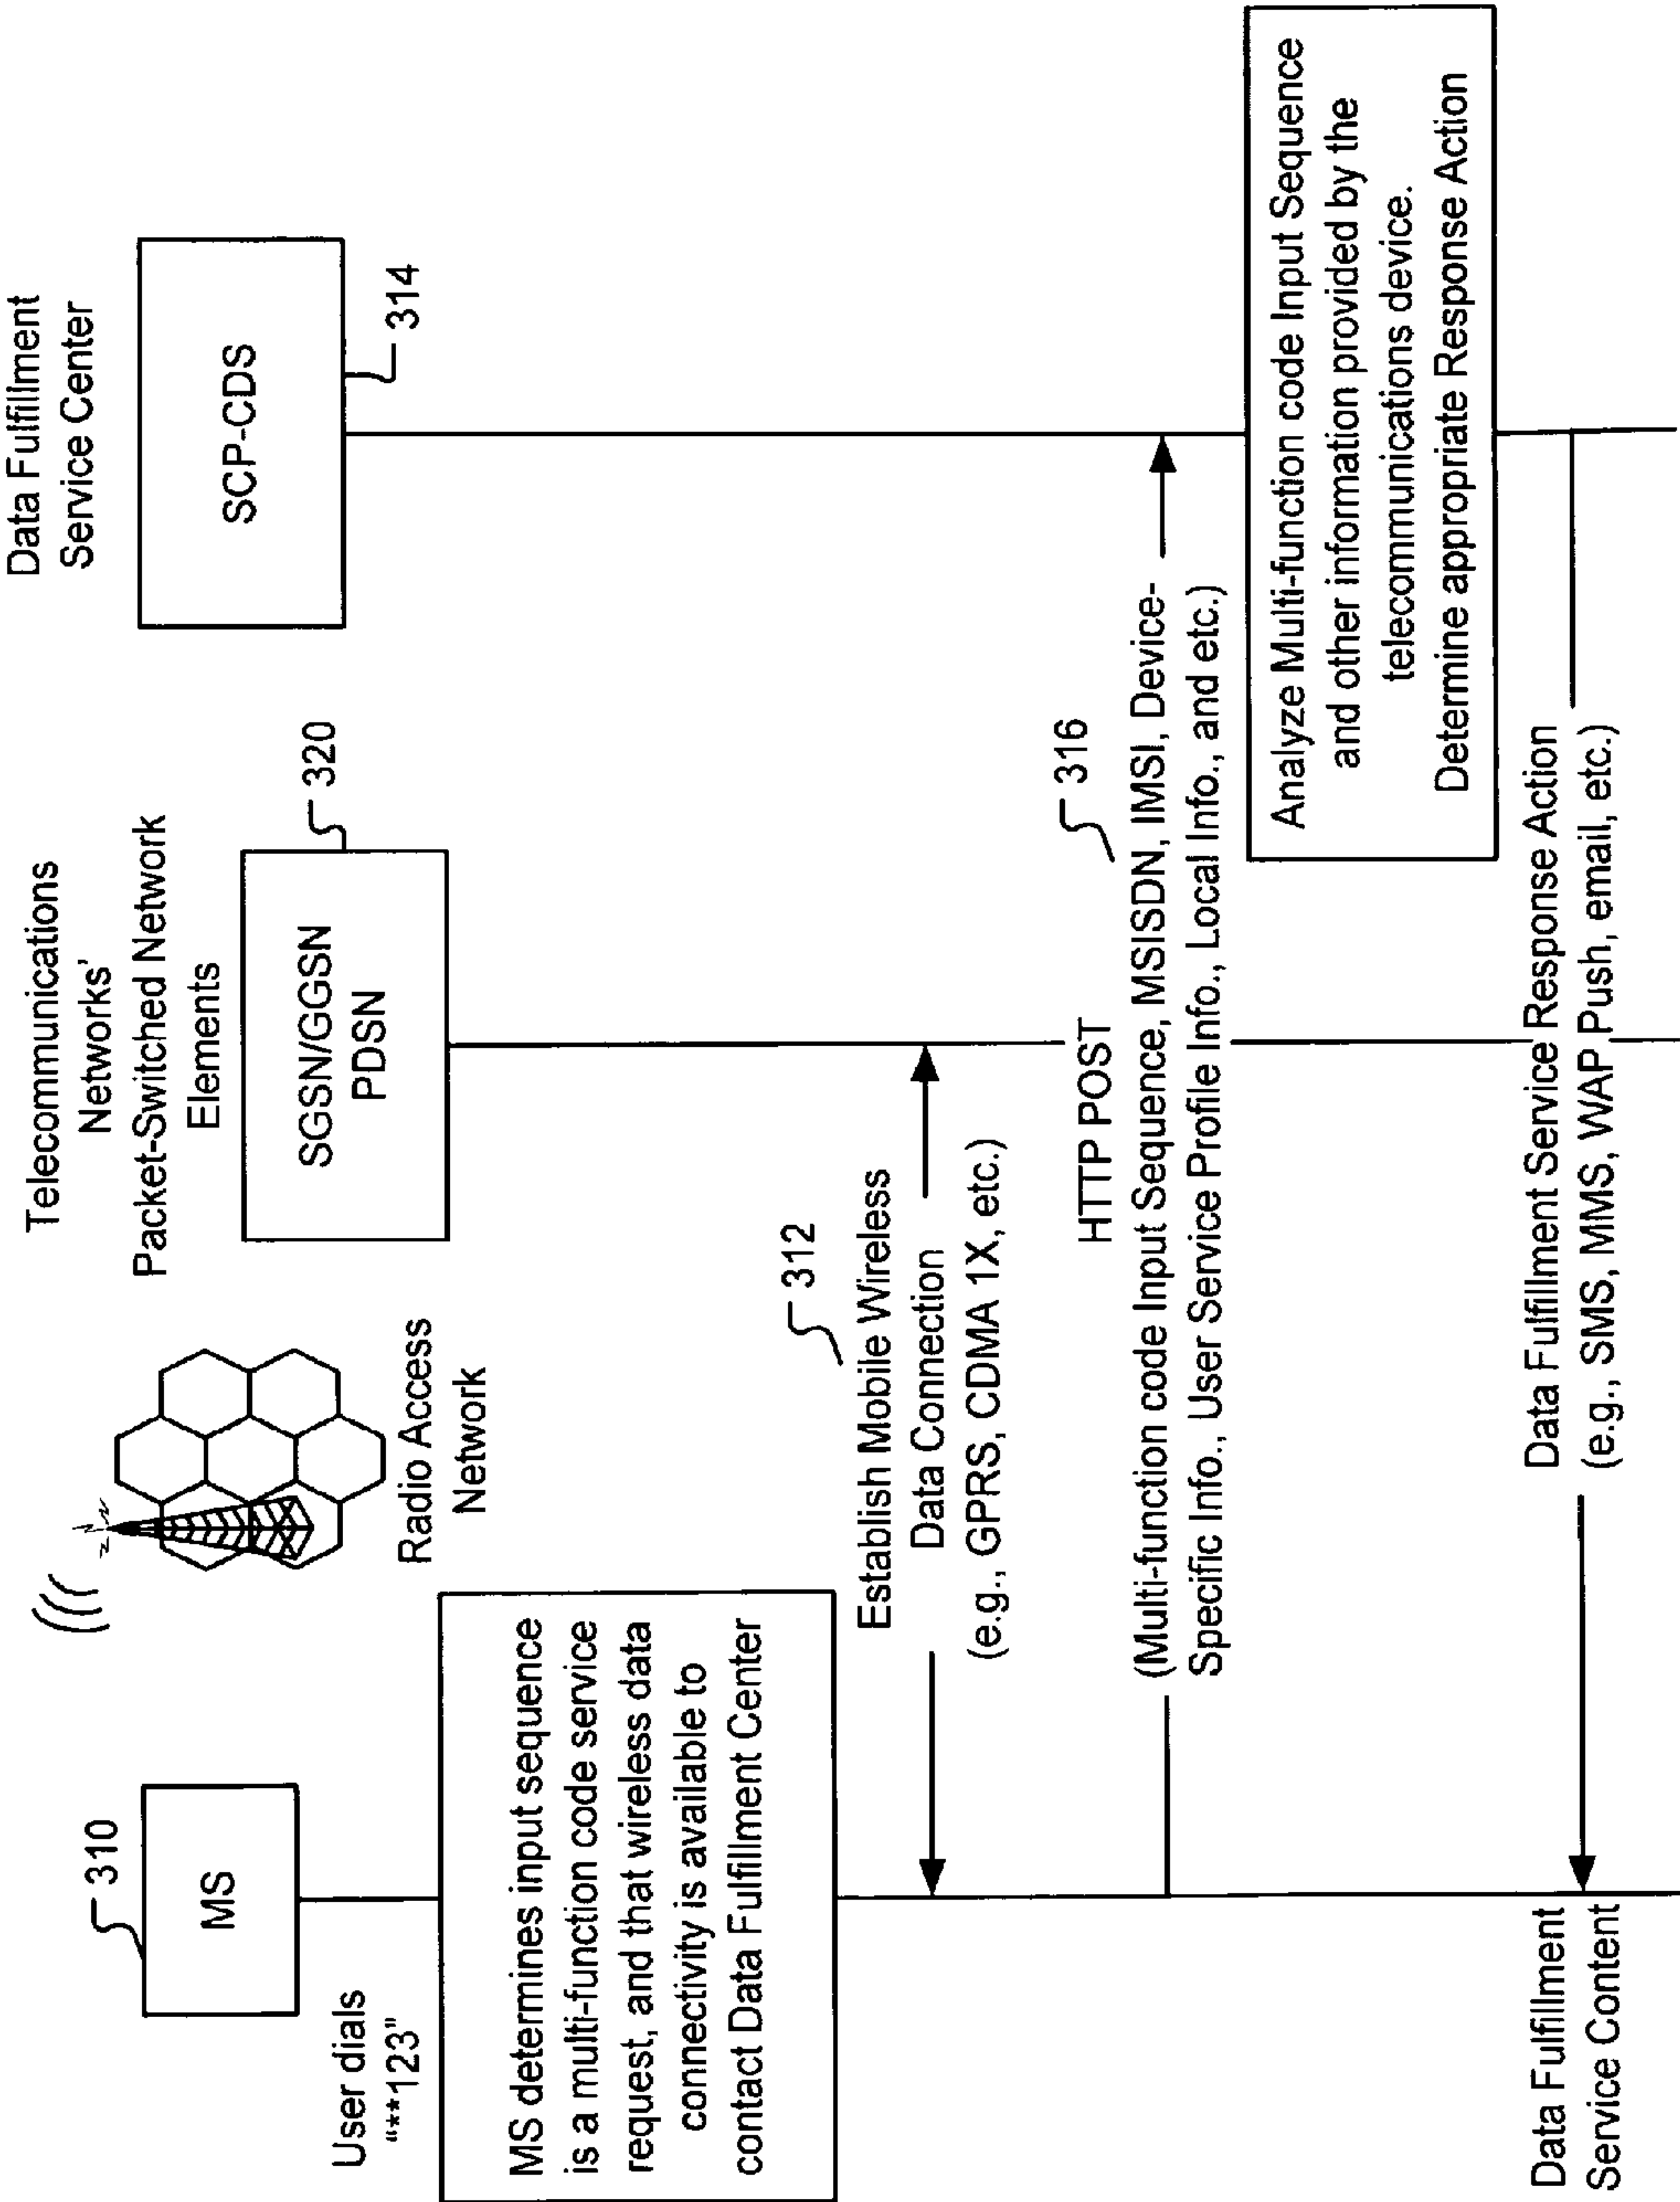 310
MS
User dials
"**123"
MS determines input sequence
is a multi-function code service
request, and that wireless data
connectivity is available to
contact Data Fulfillment Center
Radio Access
Network
Telecommunications
Networks'
Packet-Switched Network
Elements
320
SGSN/GGSN
PDSN
Data Fulfillment
Service Center
SCP-CDS
314
312
Establish Mobile Wireless
Data Connection
(e.g., GPRS, CDMA 1X, etc.)
HTTP POST
316
(Multi-function code Input Sequence, MSISDN, IMSI, Device-
Specific Info., User Service Profile Info., Local Info., and etc.)
Analyze Multi-function code Input Sequence
and other information provided by the
telecommunications device.
Determine appropriate Response Action
Data Fulfillment Service Response Action
(e.g., SMS, MMS, WAP Push, email, etc.)
Data Fulfillment
Service Content